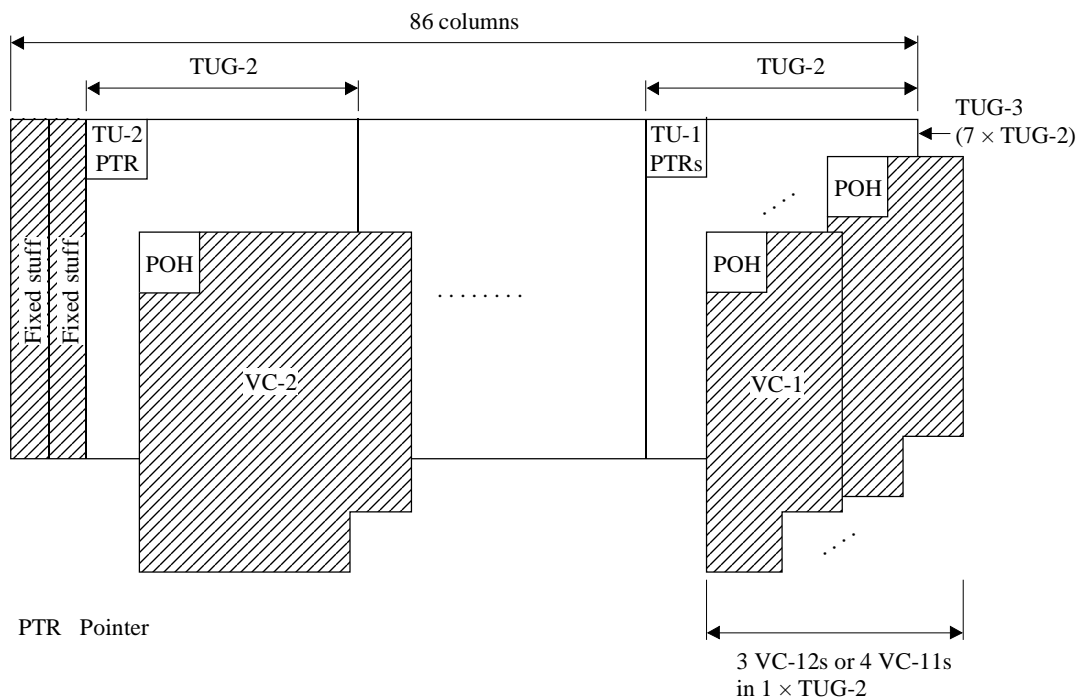 86 columns
TUG-2
TUG-2
TUG-3
(7 × TUG-2)
TU-2
PTR
TU-1
PTRs
Fixed stuff
Fixed stuff
POH
POH
POH
. . . . . . . .
. . . .
VC-2
VC-1
. . . .
PTR Pointer
3 VC-12s or 4 VC-11s
in 1 × TUG-2